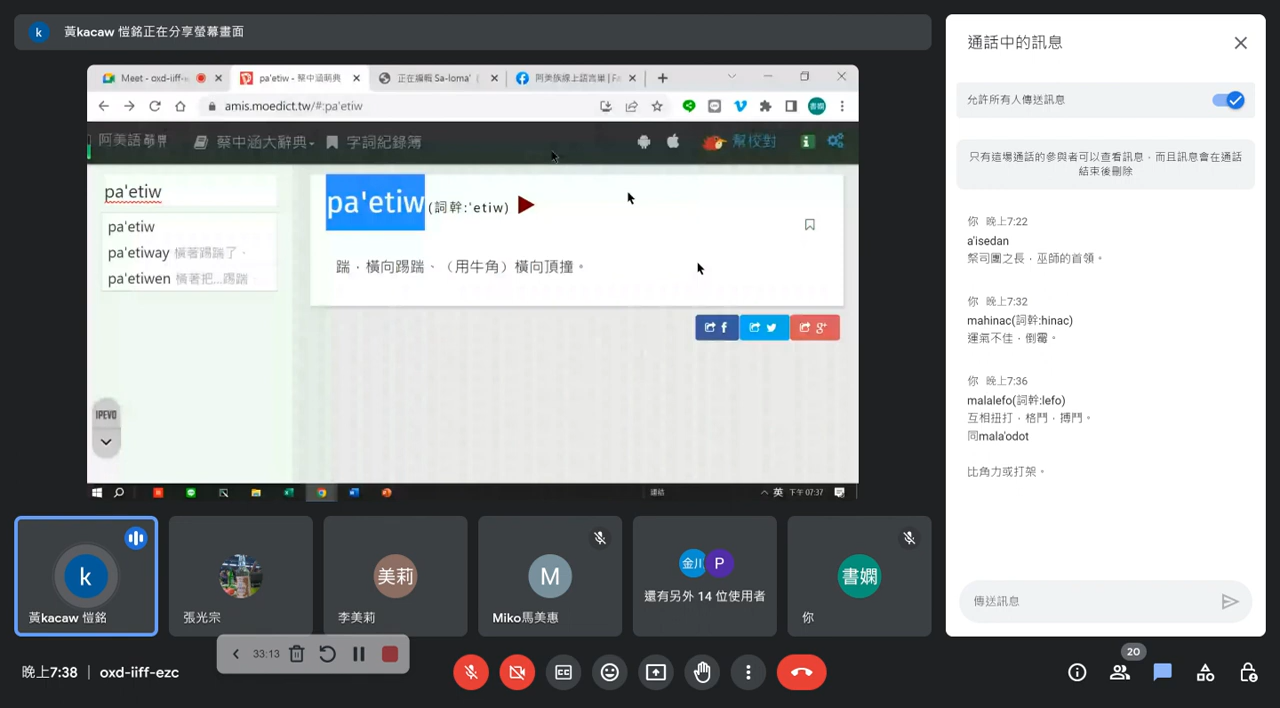 k 黃kacaw 愷銘正在分享螢幕畫面
Meet - oxd-iiff-
pa'etiw - 蔡中涵萌典
正在編輯 Sa-loma'
阿美族線上語言巢 | Fa
amis.moedict.tw/#:pa'etiw
書嫻
阿美語萌典 蔡中涵大辭典 字詞紀錄簿 幫校對
pa'etiw
pa'etiw
pa'etiway 橫著踢踹了．
pa'etiwen 橫著把...踢踹
pa'etiw (詞幹:'etiw)
踹．橫向踢踹、（用牛角）橫向頂撞。
f
g+
IPEVO
連結
英 下午 07:37
k
黃kacaw 愷銘
張光宗
美莉
李美莉
M
Miko馬美惠
金川 P
還有另外 14 位使用者
書嫻
你
33:13
晚上7:38 | oxd-iiff-ezc
20
通話中的訊息
允許所有人傳送訊息
只有這場通話的參與者可以查看訊息，而且訊息會在通話
結束後刪除
你 晚上7:22
a'isedan
祭司團之長．巫師的首領。
你 晚上7:32
mahinac(詞幹:hinac)
運氣不佳．倒霉。
你 晚上7:36
malalefo(詞幹:lefo)
互相扭打．格鬥．搏鬥。
同mala'odot
比角力或打架。
傳送訊息